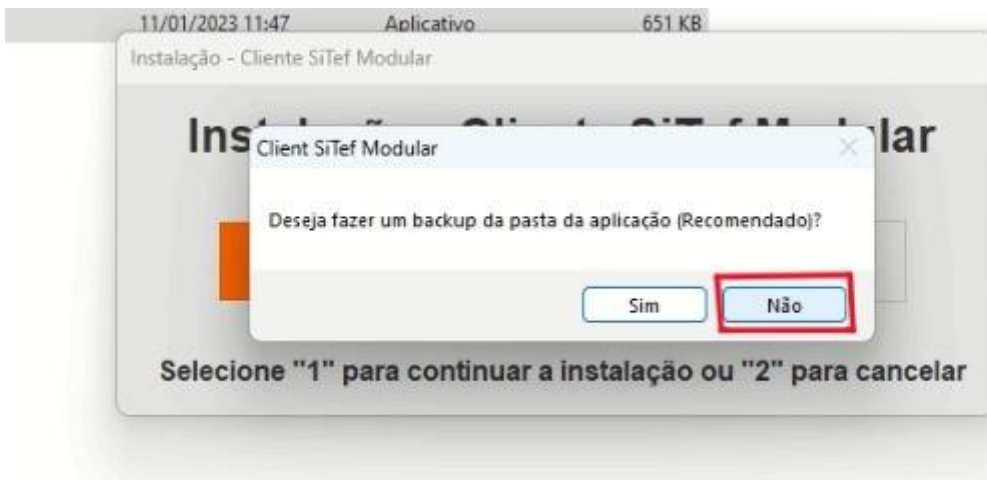 11/01/2023 11:47 Aplicativo 651 KB
Instalação - Cliente SiTef Modular
Client SiTef Modular
Deseja fazer um backup da pasta da aplicação (Recomendado)?
Sim Não
Selecione "1" para continuar a instalação ou "2" para cancelar